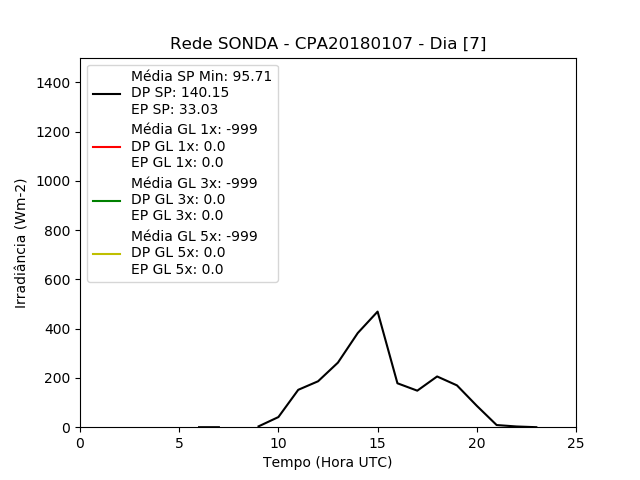 Rede SONDA - CPA20180107 - Dia [7]
Média SP Min: 95.71
DP SP: 140.15
EP SP: 33.03
Média GL 1x: -999
DP GL 1x: 0.0
EP GL 1x: 0.0
Média GL 3x: -999
DP GL 3x: 0.0
EP GL 3x: 0.0
Média GL 5x: -999
DP GL 5x: 0.0
EP GL 5x: 0.0
Irradiância (Wm-2)
1400
1200
1000
800
600
400
200
0
0 5 10 15 20 25
Tempo (Hora UTC)